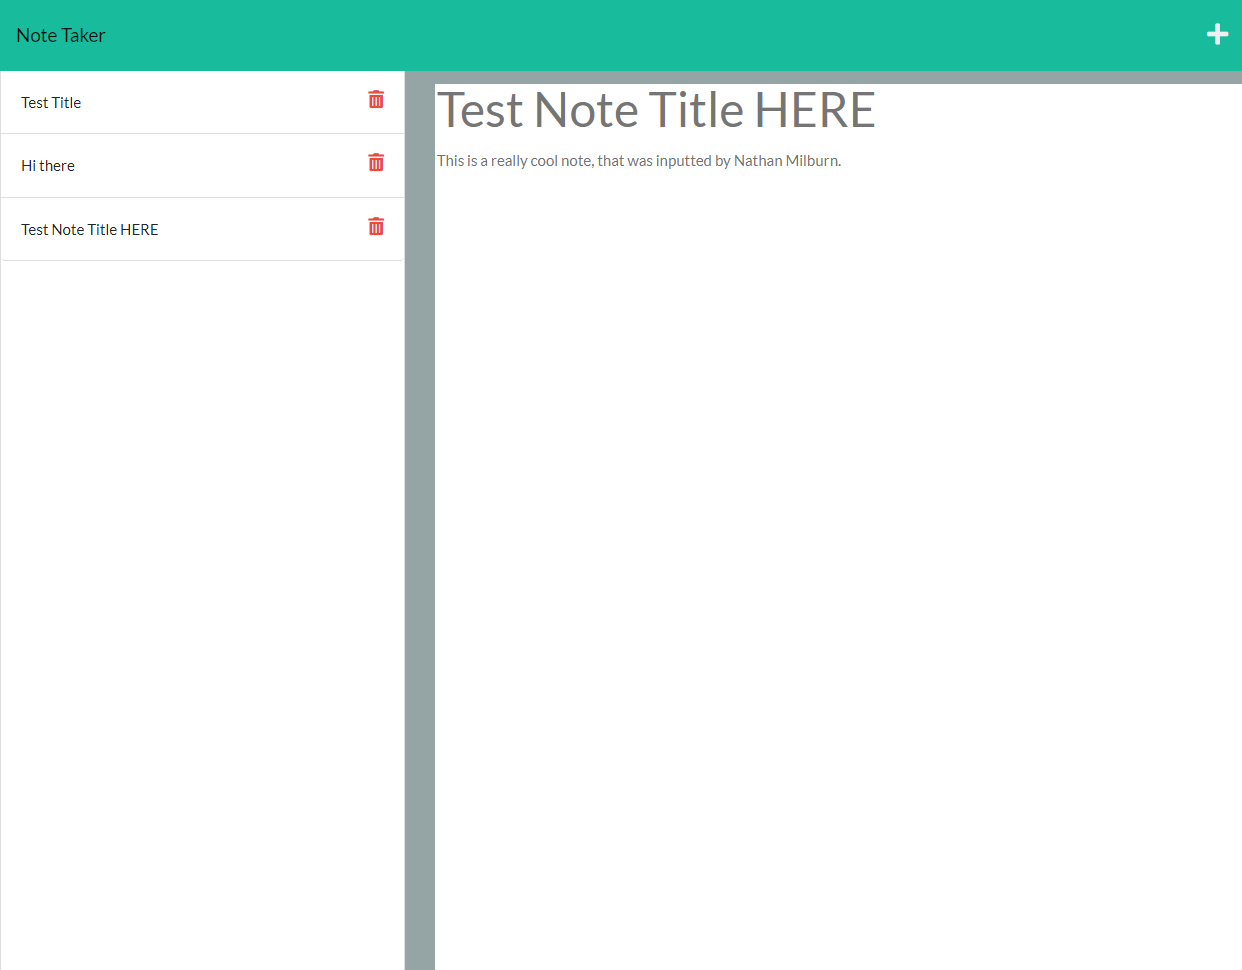 Note Taker
Test Title
Hi there
Test Note Title HERE
Test Note Title HERE
This is a really cool note, that was inputted by Nathan Milburn.